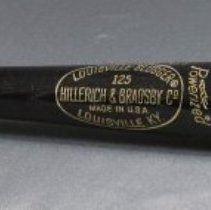 LOUISVILLE SLUGGER®
125
HILLERICH & BRADSBY Co
MADE IN U.S.A.
LOUISVILLE, KY
Powerized